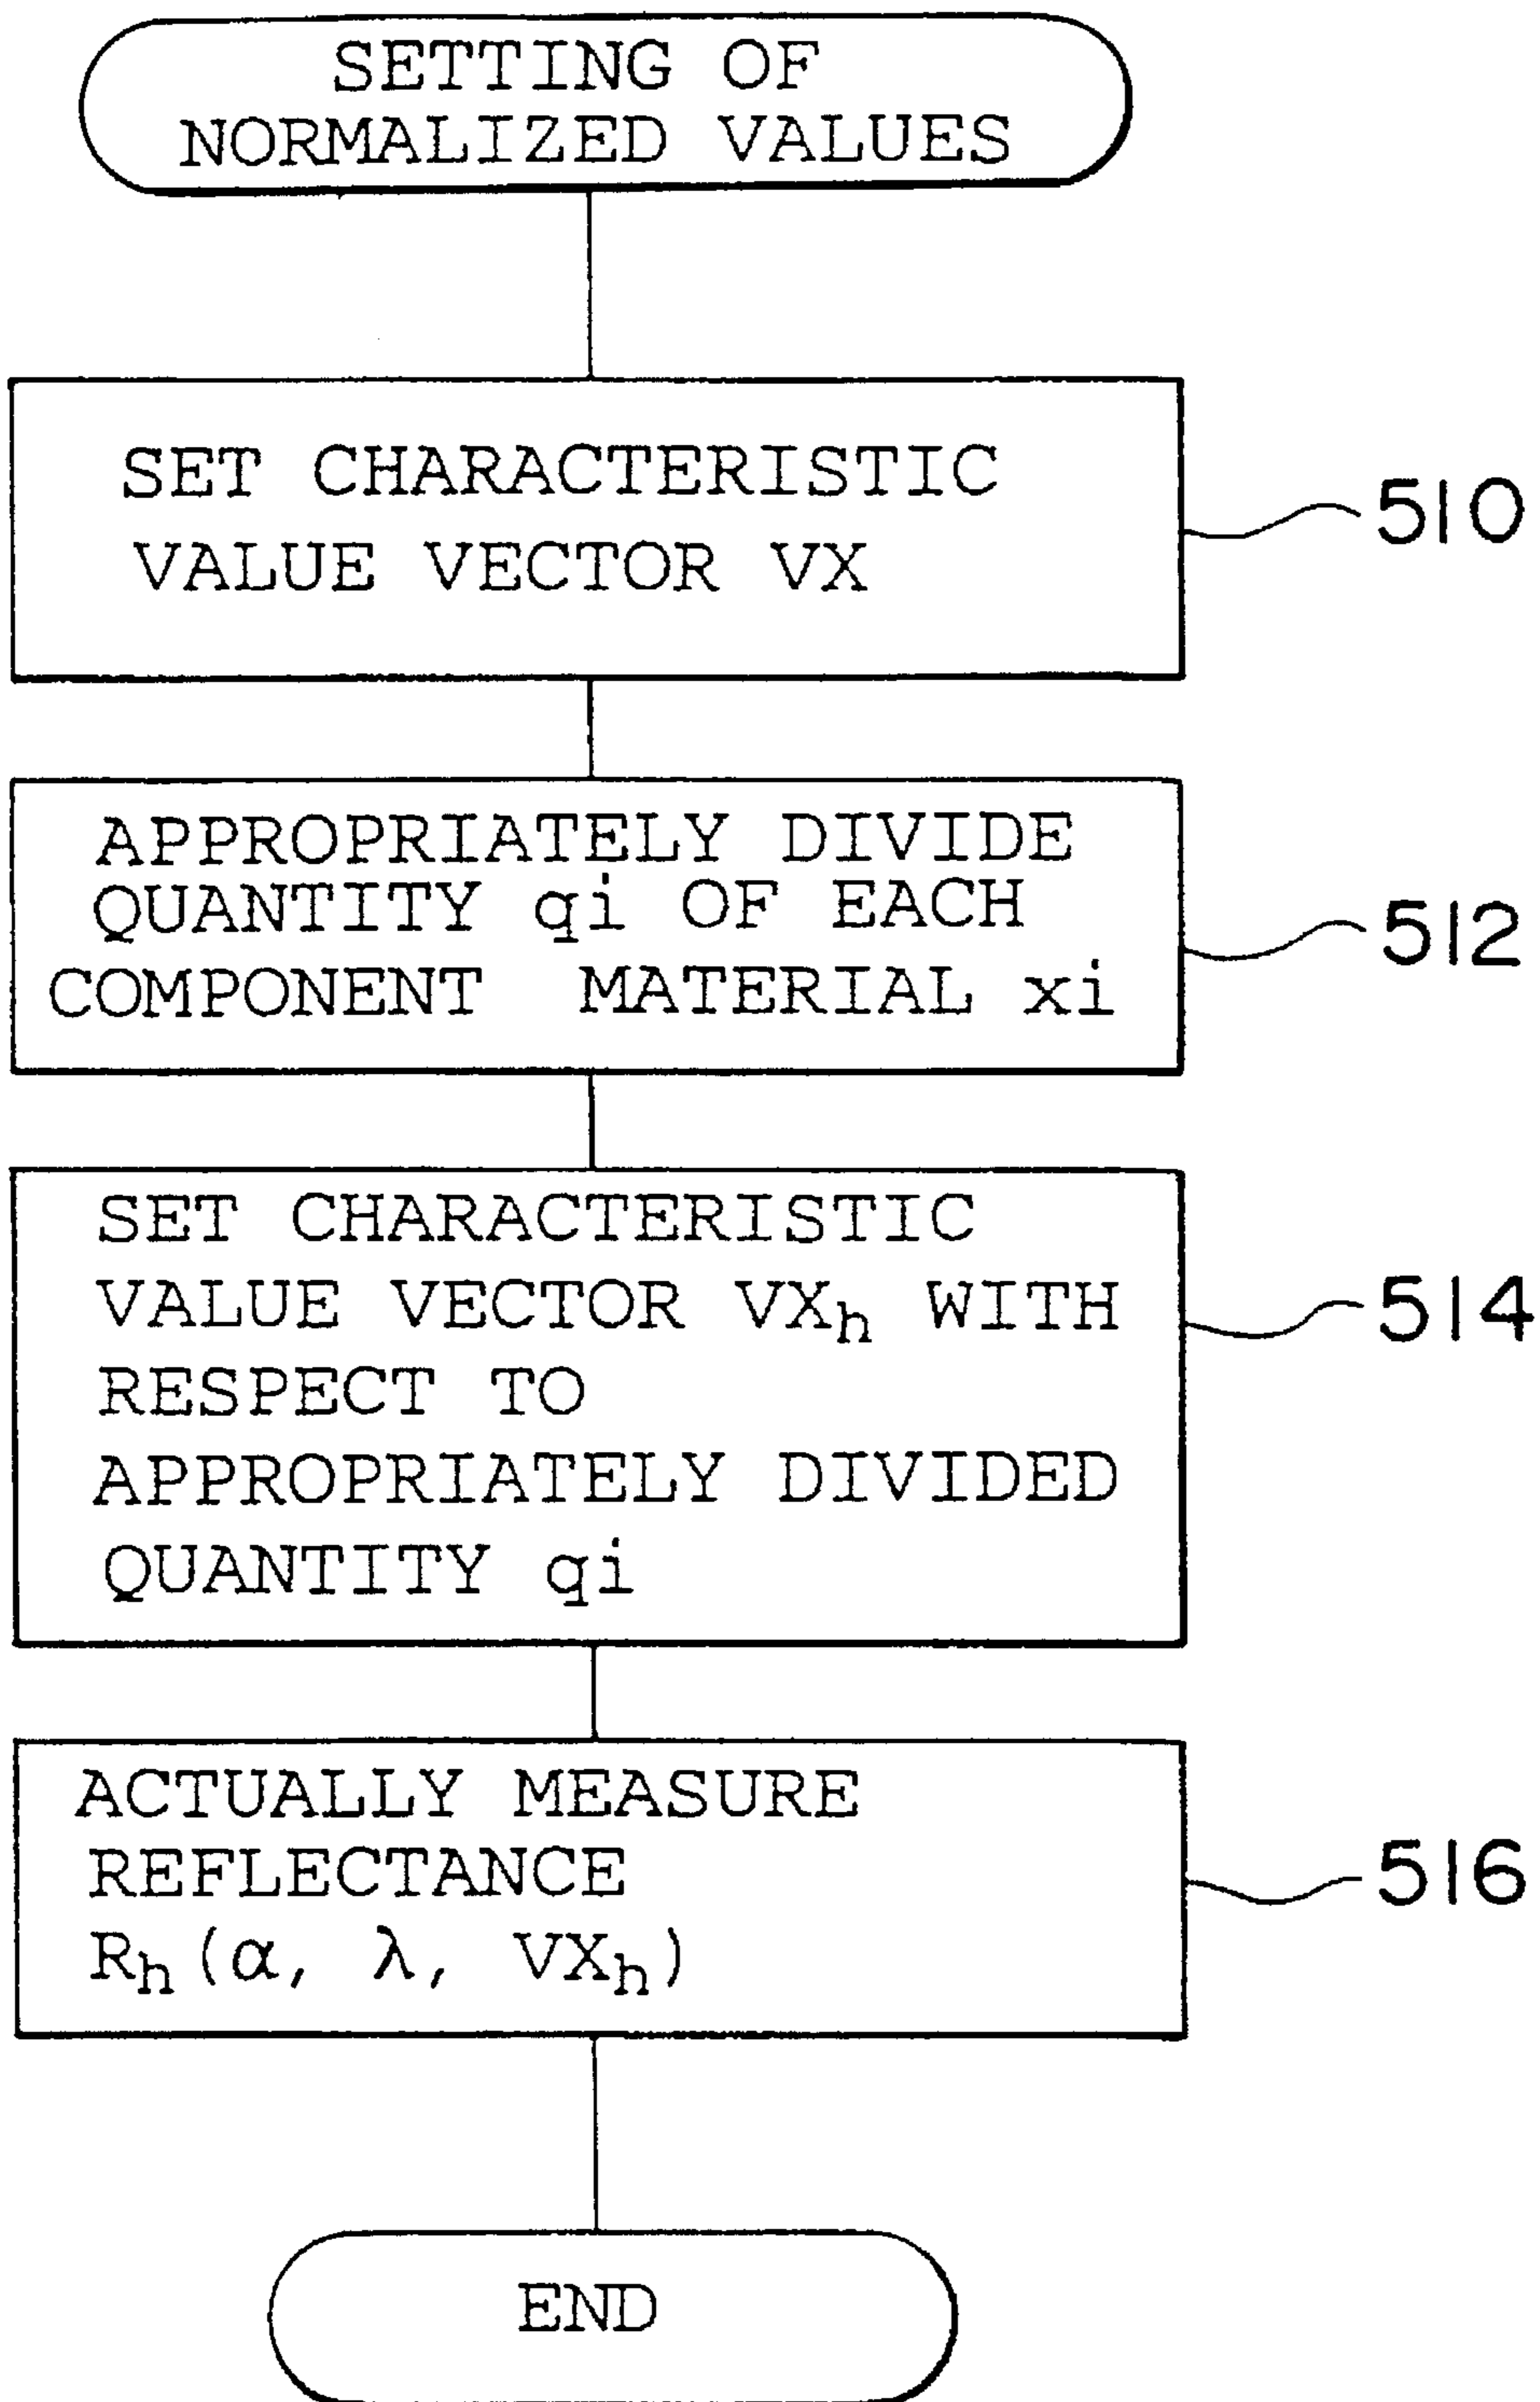 SETTING OF
NORMALIZED VALUES
SET CHARACTERISTIC
VALUE VECTOR VX
510
APPROPRIATELY DIVIDE
QUANTITY qi OF EACH
COMPONENT MATERIAL xi
512
SET CHARACTERISTIC
VALUE VECTOR VXh WITH
RESPECT TO
APPROPRIATELY DIVIDED
QUANTITY qi
514
ACTUALLY MEASURE
REFLECTANCE
Rh(α, λ, VXh)
516
END